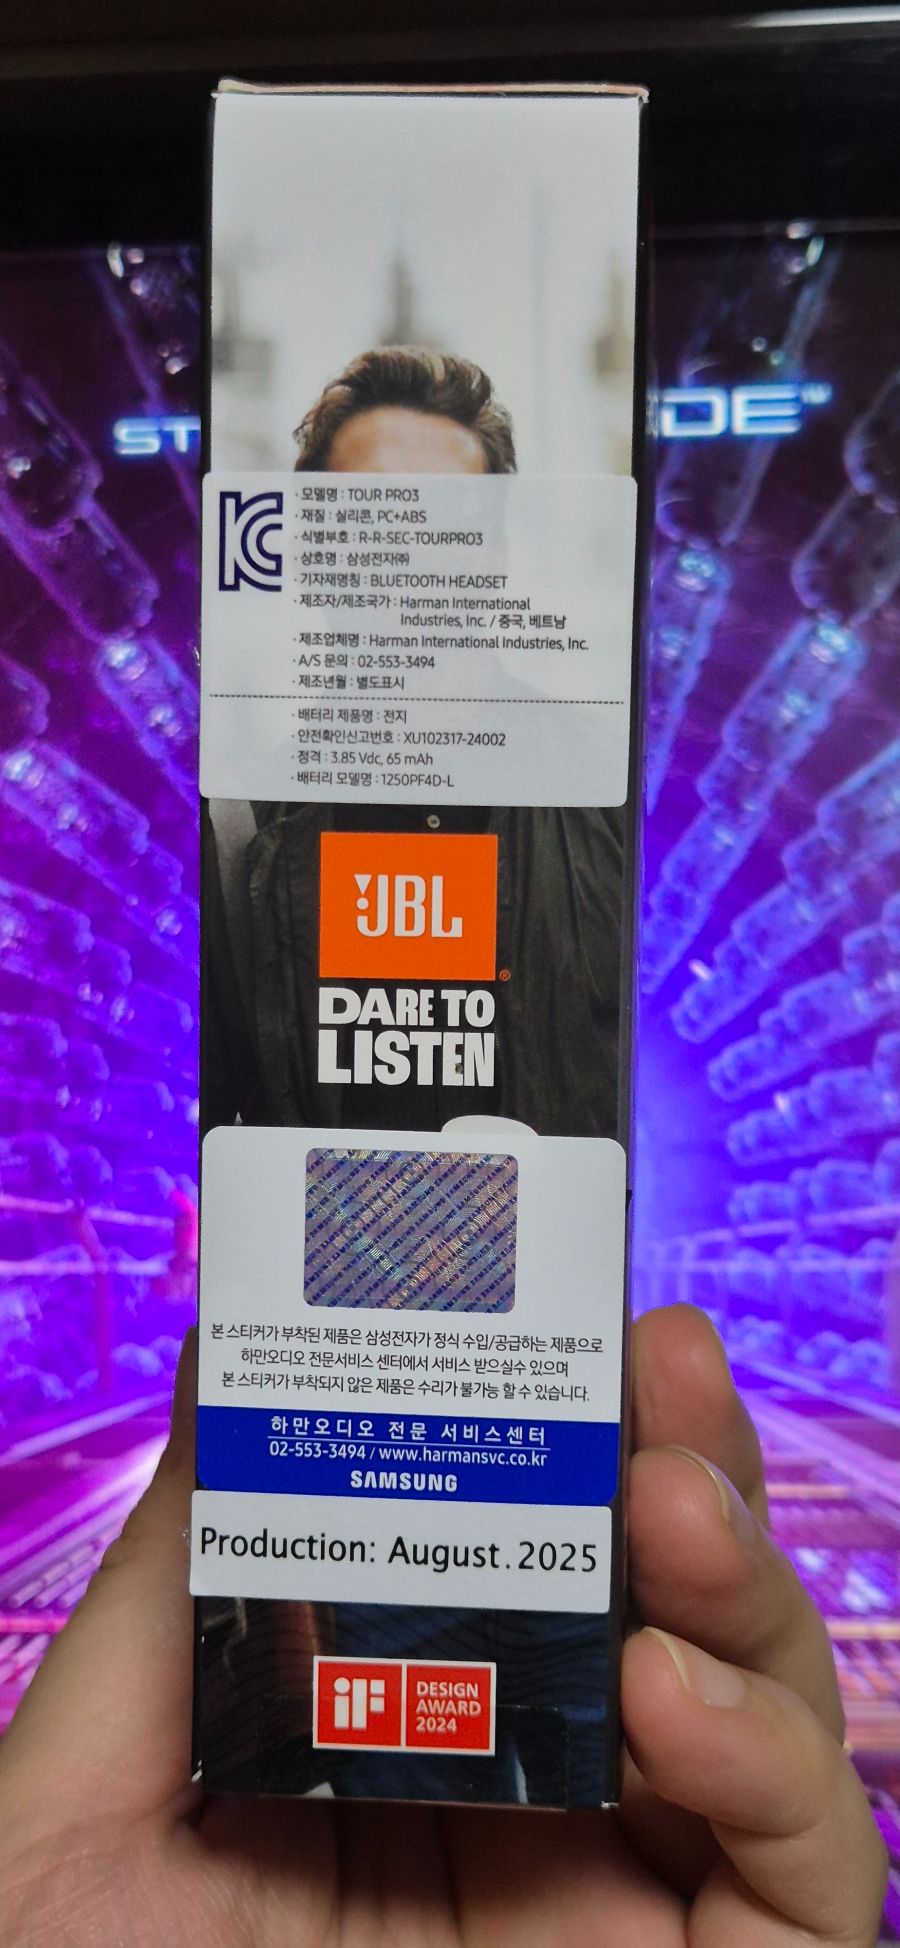 ST
DE™
KC
· 모델명 : TOUR PRO3
· 재질 : 실리콘, PC+ABS
· 식별부호 : R-R-SEC-TOURPRO3
· 상호명 : 삼성전자㈜
· 기자재명칭 : BLUETOOTH HEADSET
· 제조자/제조국가 : Harman International
Industries, Inc. / 중국, 베트남
· 제조업체명 : Harman International Industries, Inc.
· A/S 문의 : 02-553-3494
· 제조년월 : 별도표시
· 배터리 제품명 : 전지
· 안전확인신고번호 : XU102317-24002
· 정격 : 3.85 Vdc, 65 mAh
· 배터리 모델명 : 1250PF4D-L
JBL®
DARE TO
LISTEN
본 스티커가 부착된 제품은 삼성전자가 정식 수입/공급하는 제품으로
하만오디오 전문서비스 센터에서 서비스 받으실수 있으며
본 스티커가 부착되지 않은 제품은 수리가 불가능 할 수 있습니다.
하만오디오 전문 서비스센터
02-553-3494 / www.harmansvc.co.kr
SAMSUNG
Production: August.2025
iF
DESIGN
AWARD
2024